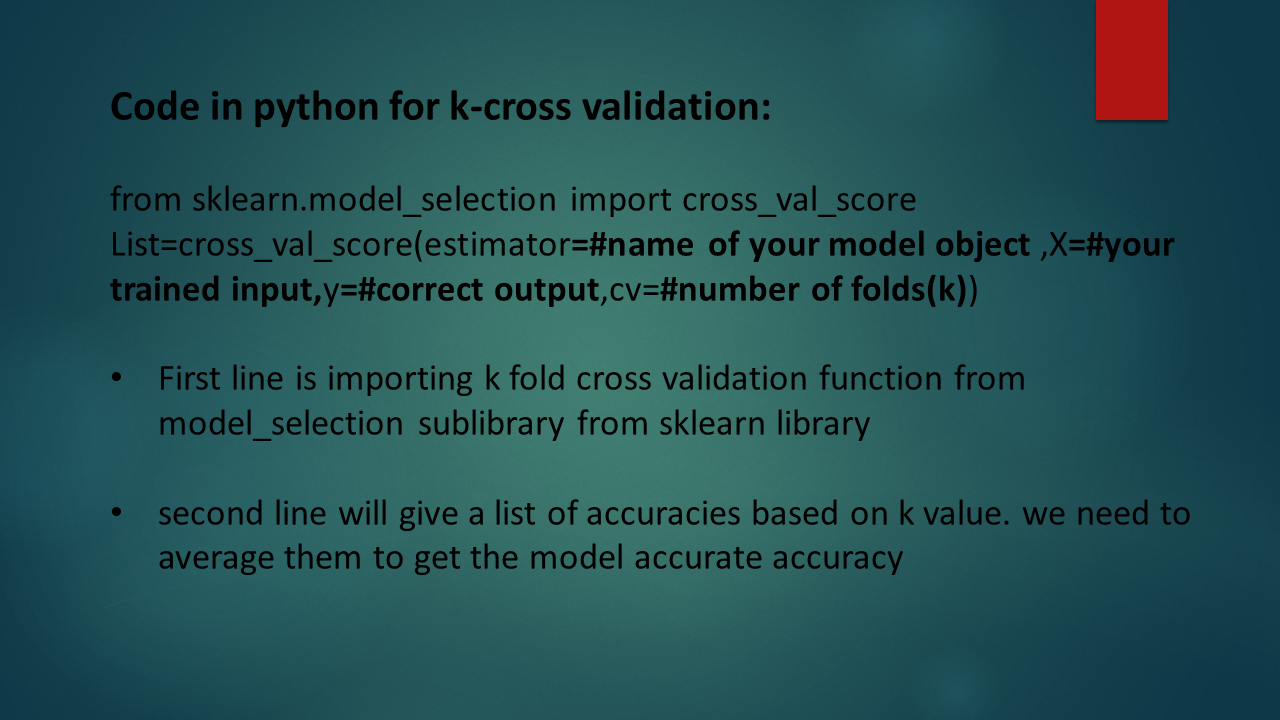 Code in python for k-cross validation:
from sklearn.model_selection import cross_val_score
List=cross_val_score(estimator=#name of your model object ,X=#your
trained input,y=#correct output,cv=#number of folds(k))
• First line is importing k fold cross validation function from
model_selection sublibrary from sklearn library
• second line will give a list of accuracies based on k value. we need to
average them to get the model accurate accuracy